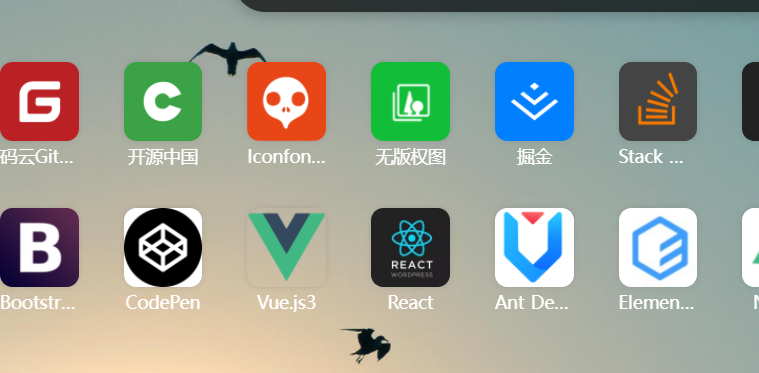 码云Git...
开源中国
Iconfon...
无版权图
掘金
Stack ...
Bootstr...
CodePen
Vue.js3
REACT
WORDPRESS
React
Ant De...
Elemen...